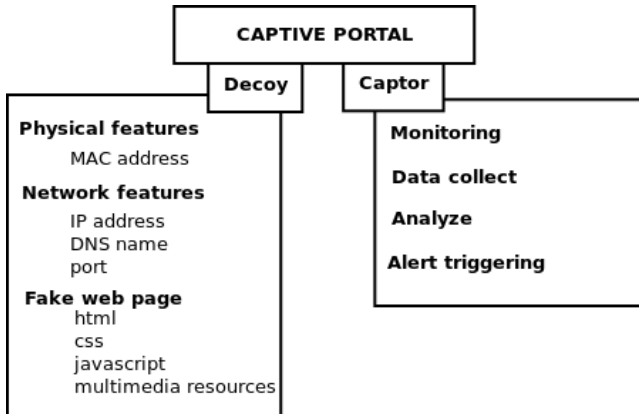 CAPTIVE PORTAL
Decoy
Captor
Physical features
MAC address
Network features
IP address
DNS name
port
Fake web page
html
css
javascript
multimedia resources
Monitoring
Data collect
Analyze
Alert triggering